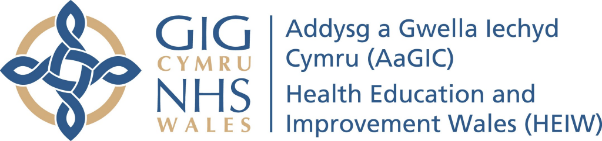 GIG
CYMRU
NHS
WALES
Addysg a Gwella Iechyd
Cymru (AaGIC)
Health Education and
Improvement Wales (HEIW)